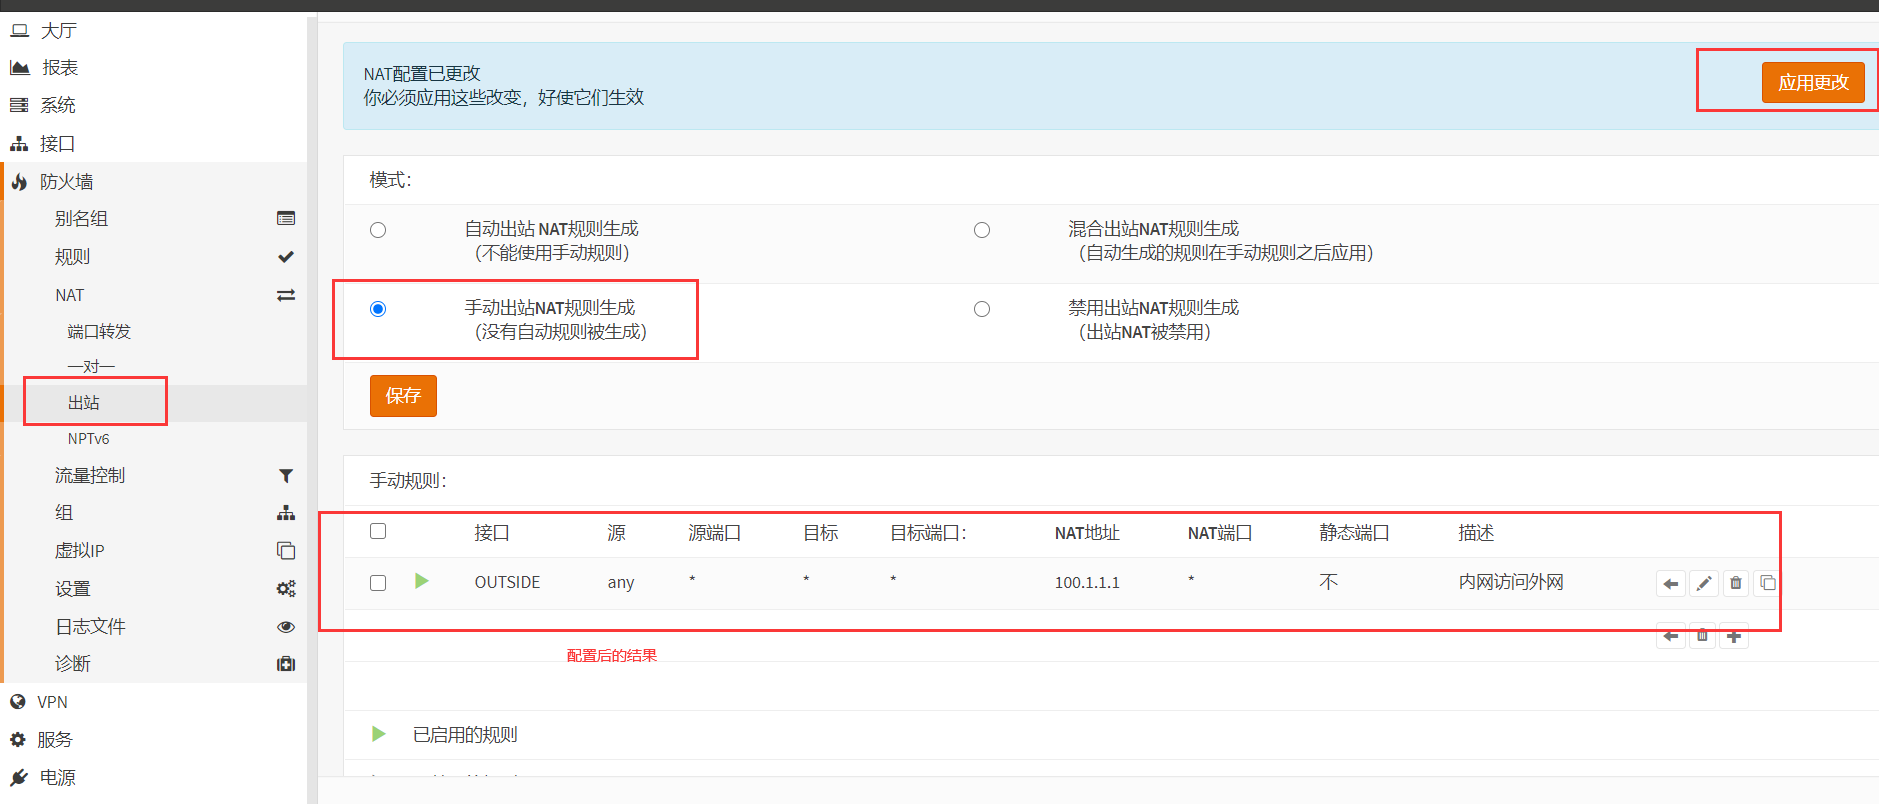 大厅
报表
系统
接口
防火墙
别名组
规则
NAT
端口转发
一对一
出站
NPTv6
流量控制
组
虚拟IP
设置
日志文件
诊断
VPN
服务
电源
NAT配置已更改
你必须应用这些改变，好使它们生效
应用更改
模式：
自动出站 NAT规则生成
（不能使用手动规则）
混合出站NAT规则生成
（自动生成的规则在手动规则之后应用）
手动出站NAT规则生成
（没有自动规则被生成）
禁用出站NAT规则生成
（出站NAT被禁用）
保存
手动规则：
接口 源 源端口 目标 目标端口： NAT地址 NAT端口 静态端口 描述
OUTSIDE any * * * 100.1.1.1 * 不 内网访问外网
配置后的结果
已启用的规则